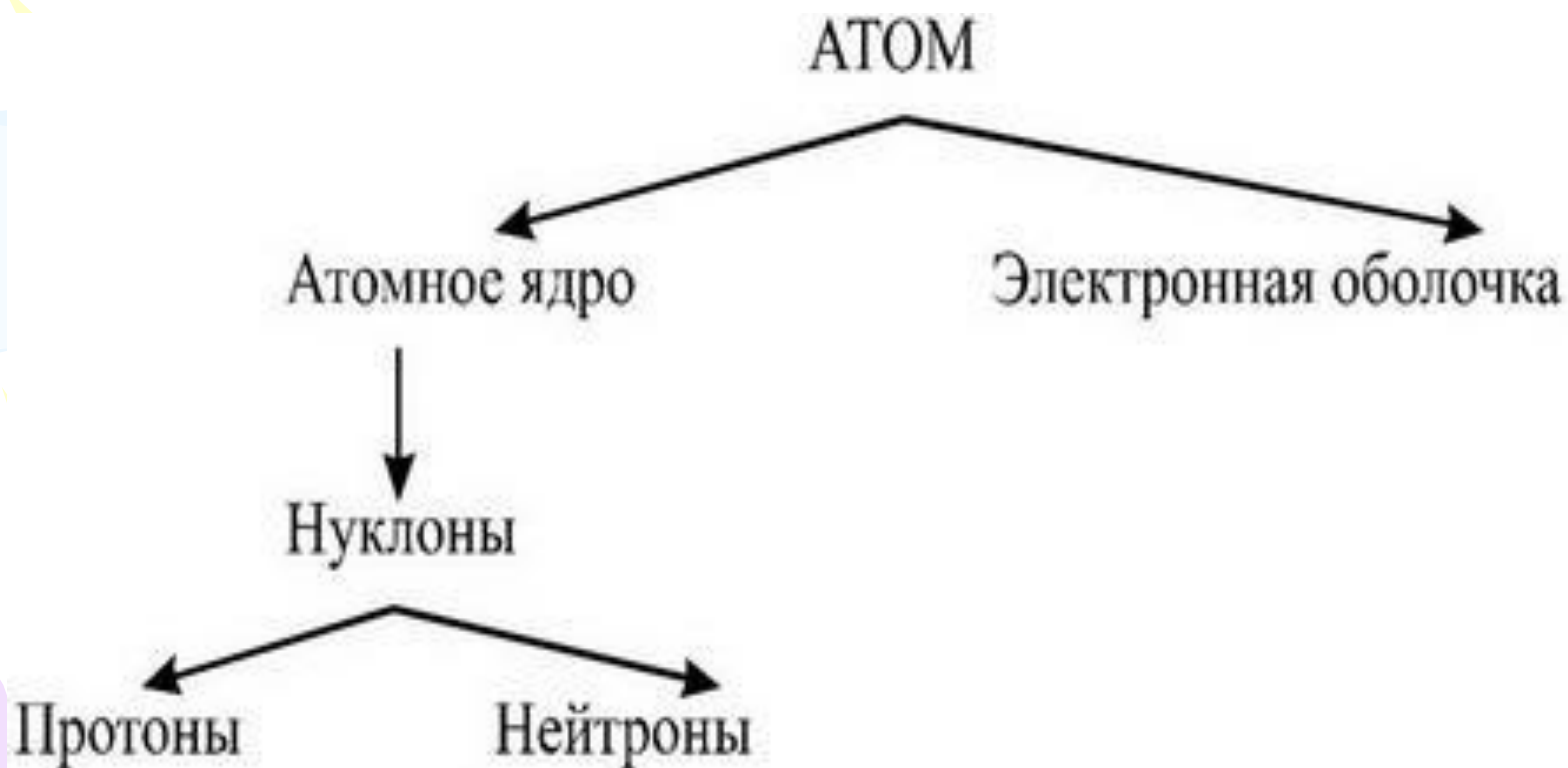 АТОМ
Атомное ядро
Электронная оболочка
Нуклоны
Протоны
Нейтроны